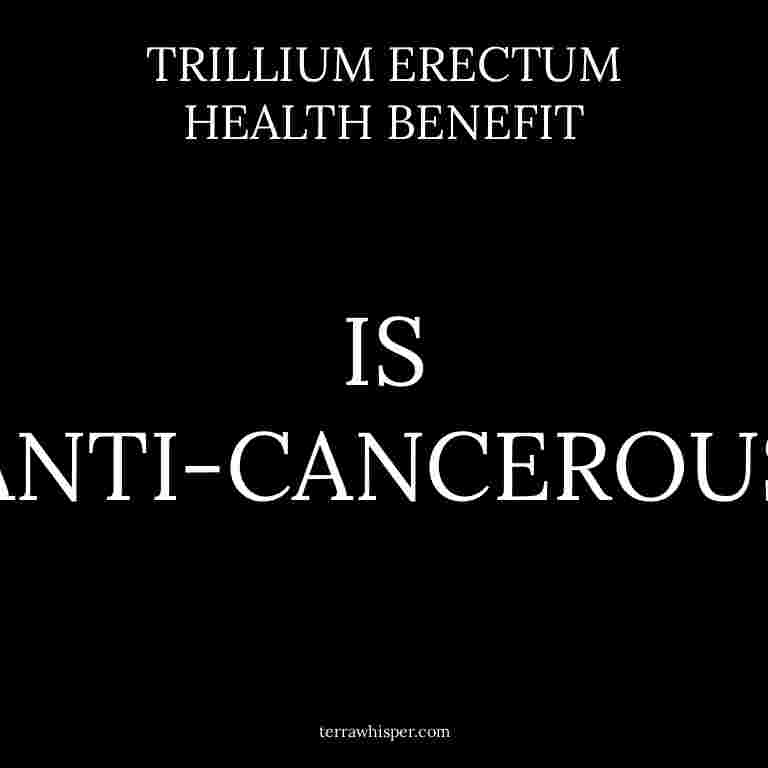 TRILLIUM ERECTUM
HEALTH BENEFIT
IS
ANTI-CANCEROUS
terrawhisper.com